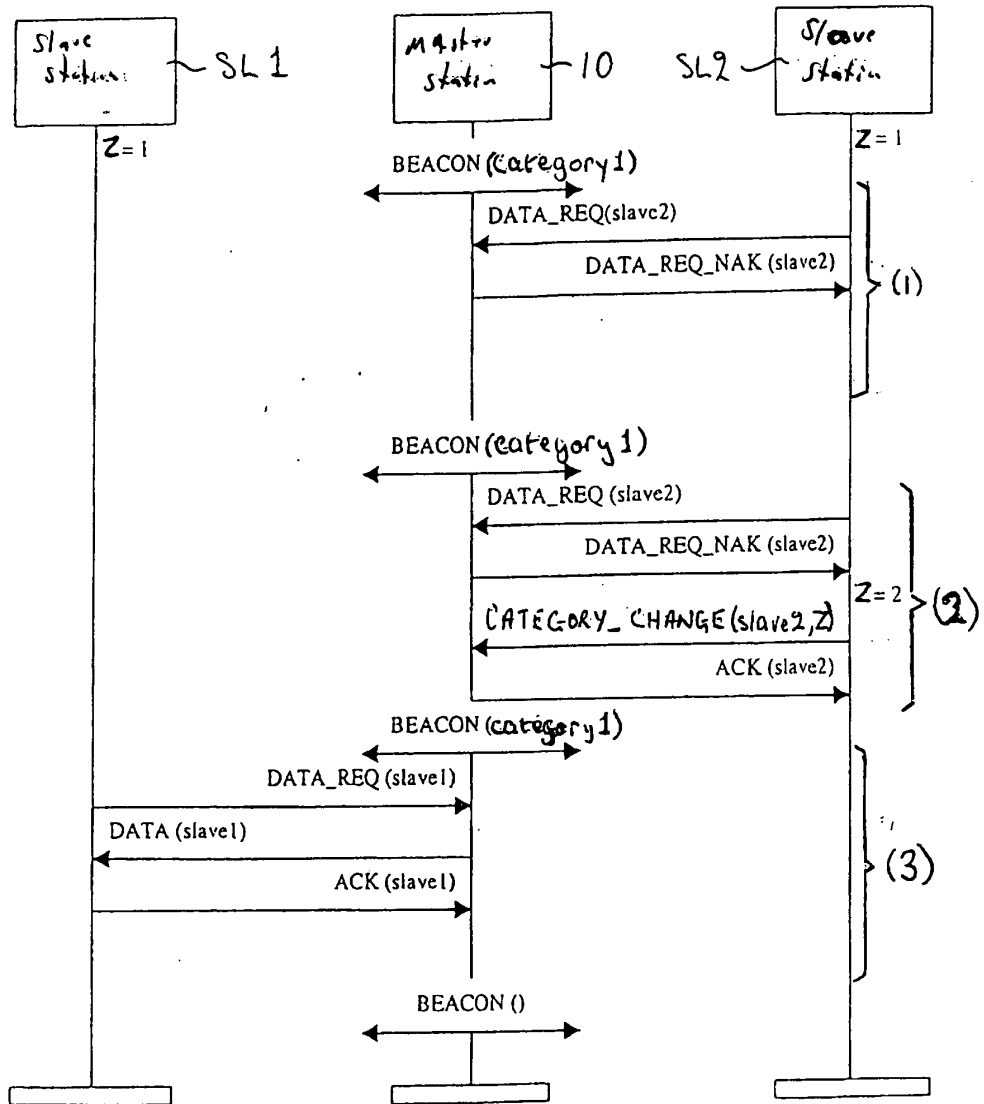 Slave
station
SL1
Master
station
10
SL2
Slave
station
Z=1
Z=1
BEACON (Category1)
DATA_REQ(slave2)
DATA_REQ_NAK (slave2)
(1)
BEACON (Category1)
DATA_REQ (slave2)
DATA_REQ_NAK (slave2)
Z=2
(2)
CATEGORY_CHANGE(slave2,Z)
ACK (slave2)
BEACON (category1)
DATA_REQ (slave1)
DATA (slave1)
(3)
ACK (slave1)
BEACON ()